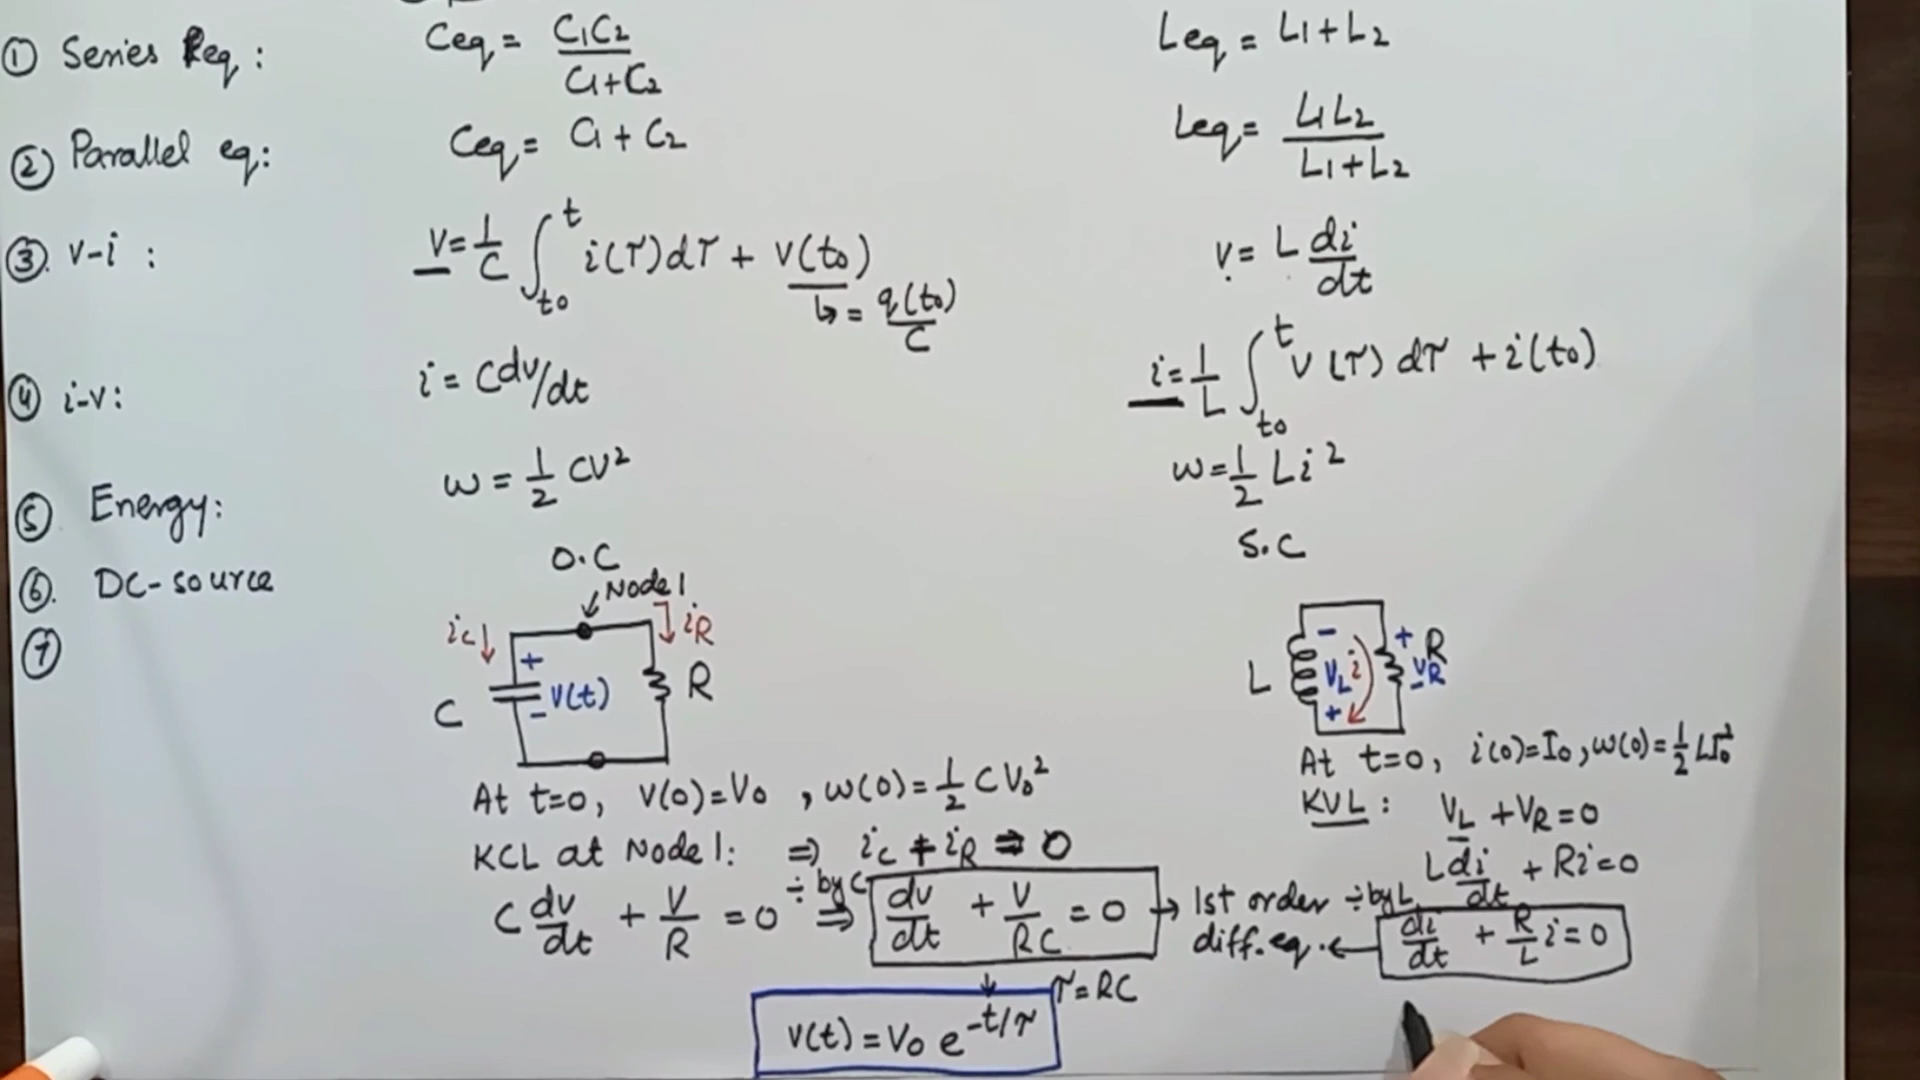 ① Series Req: Ceq = C1C2/C1+C2 Leq = L1+L2
② Parallel eq: Ceq = C1 + C2 Leq = L1L2/L1+L2
③. v-i : v = 1/C ∫t0^t i(τ)dτ + v(t0) v = L di/dt
↳ = q(t0)/C
④ i-v: i = Cdv/dt i = 1/L ∫t0^t v(τ)dτ + i(t0)
⑤. Energy: w = 1/2 CV² w = 1/2 Li²
⑥. DC-source O.C S.C
⑦
Node 1
ic iR
+ V(t) -
C R
L - VL + i + VR - R
At t=0, V(0)=V0 , w(0)=1/2 CV0²
KCL at Node 1: ⇒ ic + iR = 0
C dv/dt + V/R = 0 ÷ by C ⇒ dv/dt + V/RC = 0 → 1st order diff. eq.
τ=RC
V(t) = V0 e^-t/τ
At t=0, i(0)=I0, w(0)=1/2 LI0²
KVL: VL + VR = 0
L di/dt + Ri = 0
÷ by L
di/dt + R/L i = 0